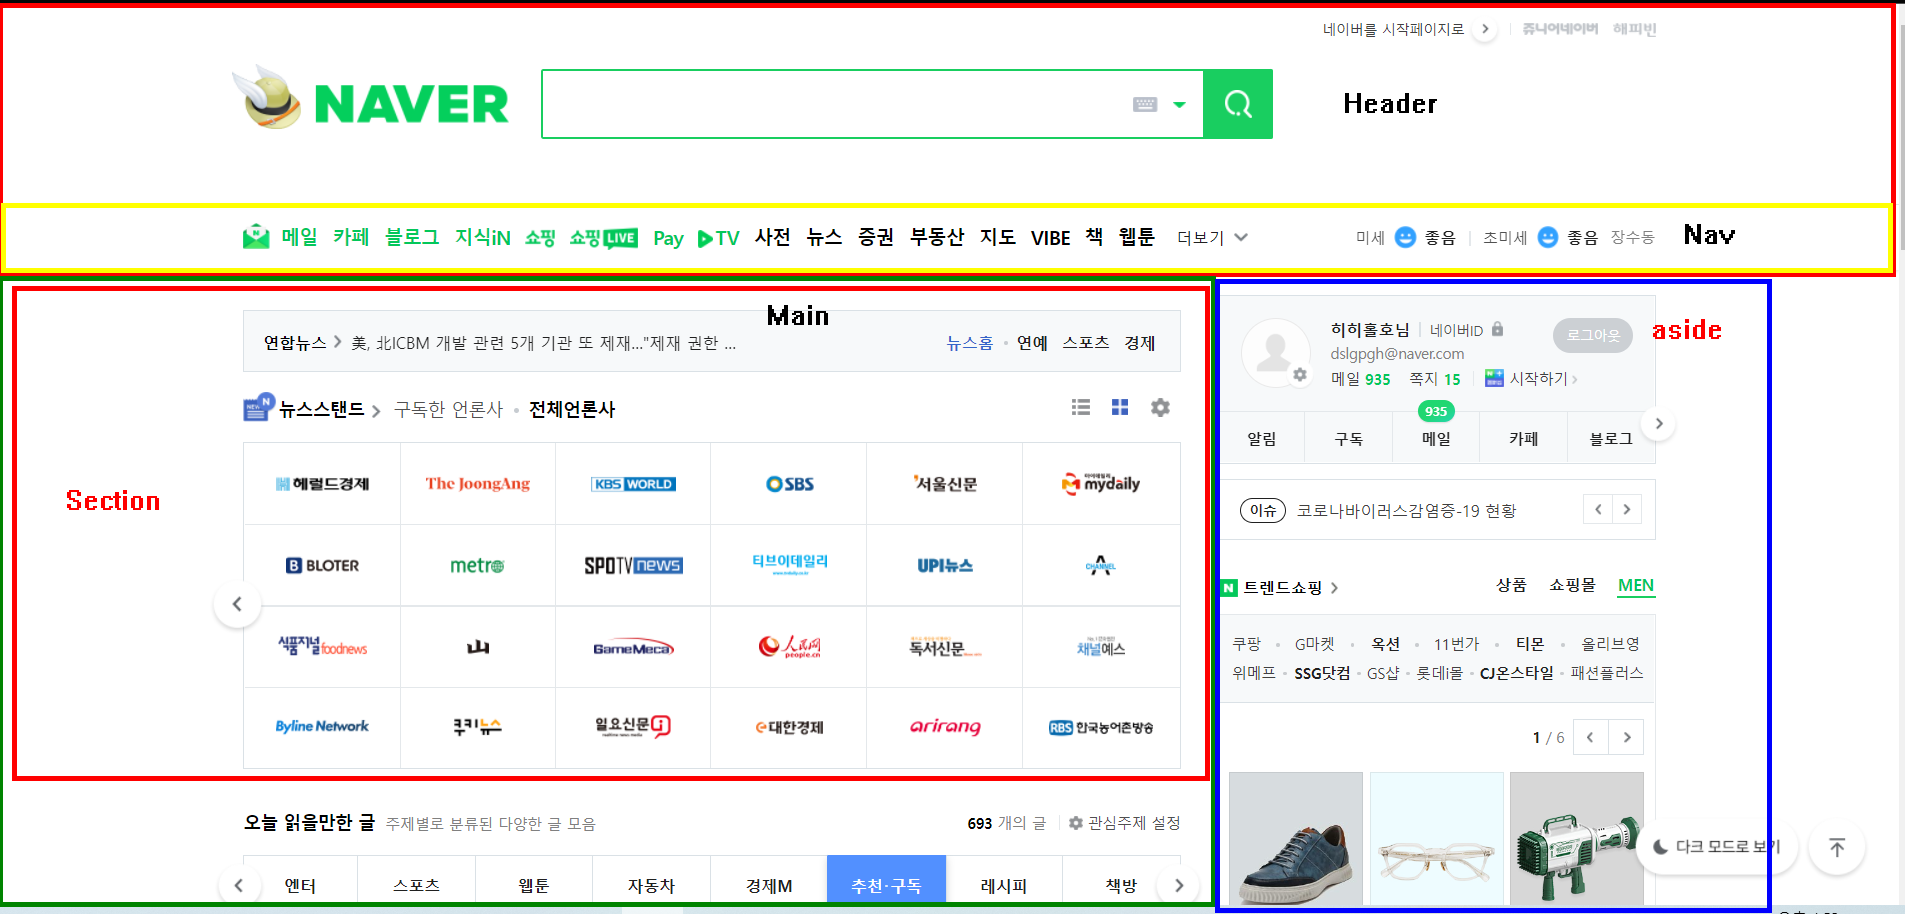 네이버를 시작페이지로 쥬니어네이버 해피빈
NAVER Header
메일 카페 블로그 지식iN 쇼핑 쇼핑LIVE Pay TV 사전 뉴스 증권 부동산 지도 VIBE 책 웹툰 더보기 미세 좋음 초미세 좋음 장수동 Nav
Main
연합뉴스 美, 北ICBM 개발 관련 5개 기관 또 제재..."제재 권한 ... 뉴스홈 연예 스포츠 경제
뉴스스탠드 구독한 언론사 전체언론사
Section
헤럴드경제 The JoongAng KBS WORLD SBS 서울신문 마이데일리 mydaily
BLOTER metro SPOTV news 티브이데일리 UPI뉴스 CHANNEL A
식품저널 foodnews 山 GameMeca 人民网 people.cn 독서신문 채널예스
Byline Network 쿠키뉴스 일요신문 e대한경제 arirang RBS 한국농어촌방송
오늘 읽을만한 글 주제별로 분류된 다양한 글 모음 693 개의 글 관심주제 설정
엔터 스포츠 웹툰 자동차 경제M 추천·구독 레시피 책방
aside
히히홀호님 네이버ID 로그아웃
dslgpgh@naver.com
메일 935 쪽지 15 시작하기
935
알림 구독 메일 카페 블로그
이슈 코로나바이러스감염증-19 현황
N 트렌드쇼핑 상품 쇼핑몰 MEN
쿠팡 G마켓 옥션 11번가 티몬 올리브영
위메프 SSG닷컴 GS샵 롯데i몰 CJ온스타일 패션플러스
1 / 6
다크 모드로 보기